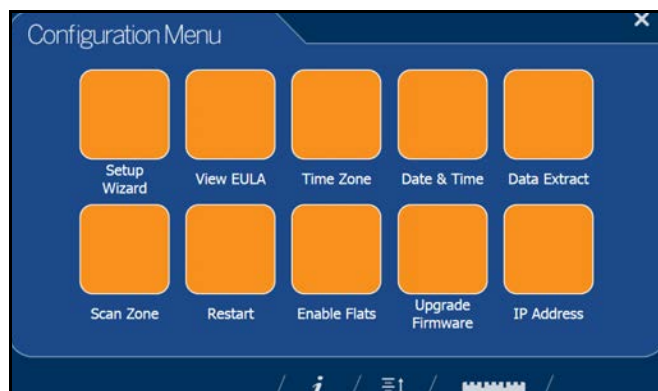 Configuration Menu
X
Setup
Wizard
View EULA
Time Zone
Date & Time
Data Extract
Scan Zone
Restart
Enable Flats
Upgrade
Firmware
IP Address
i